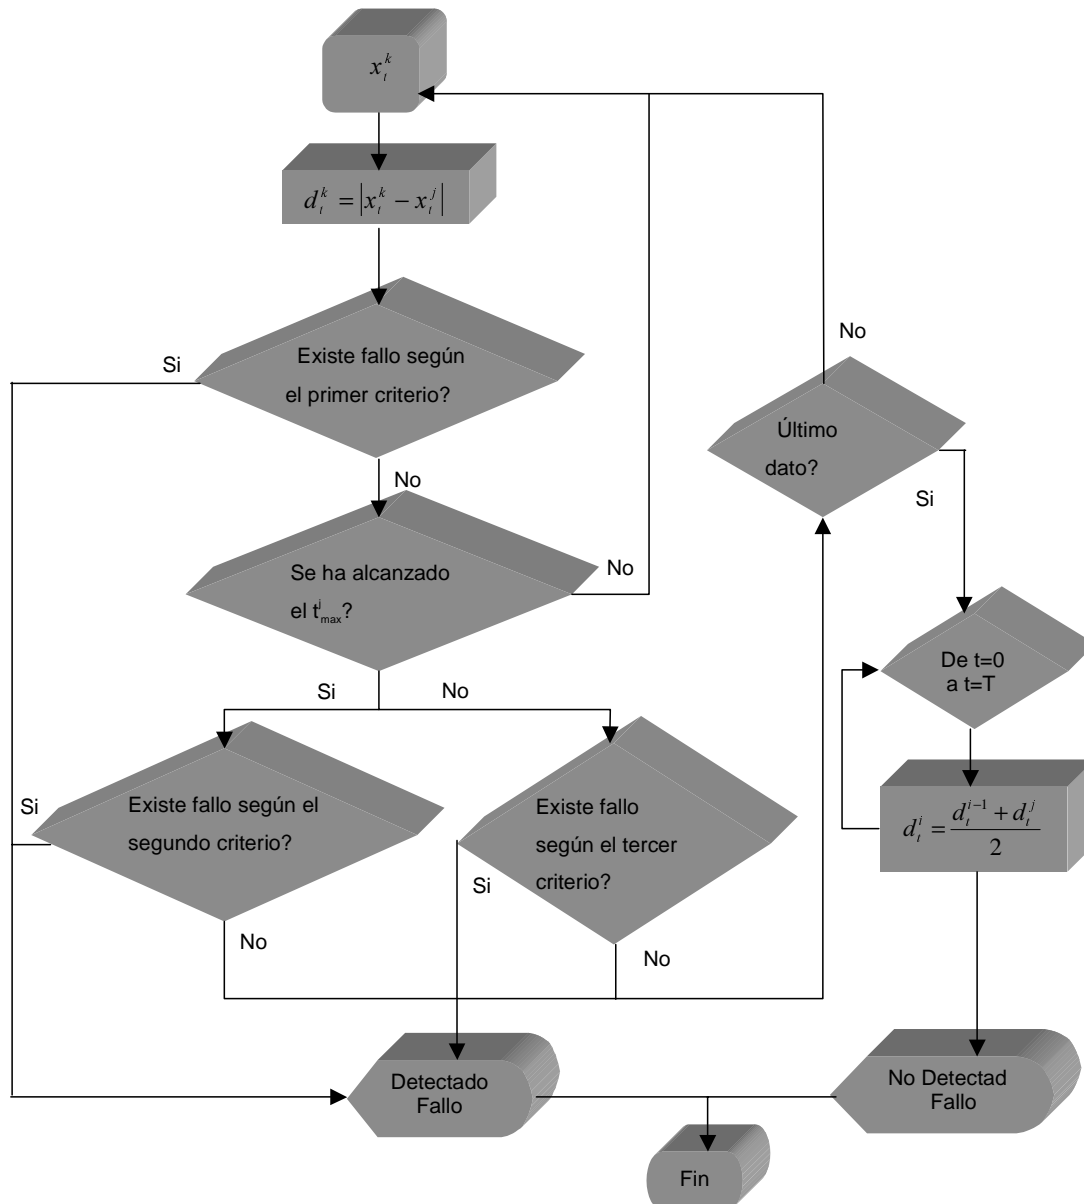 x_t^k
d_t^k = |x_t^k - x_t^j|
Si
Existe fallo según
el primer criterio?
No
No
Último
dato?
Si
Se ha alcanzado
el t_max^j?
No
Si
No
De t=0
a t=T
Si
Existe fallo según el
segundo criterio?
Existe fallo
según el tercer
criterio?
Si
d_t^i = (d_t^{i-1} + d_t^j)/2
No
No
Detectado
Fallo
No Detectad
Fallo
Fin